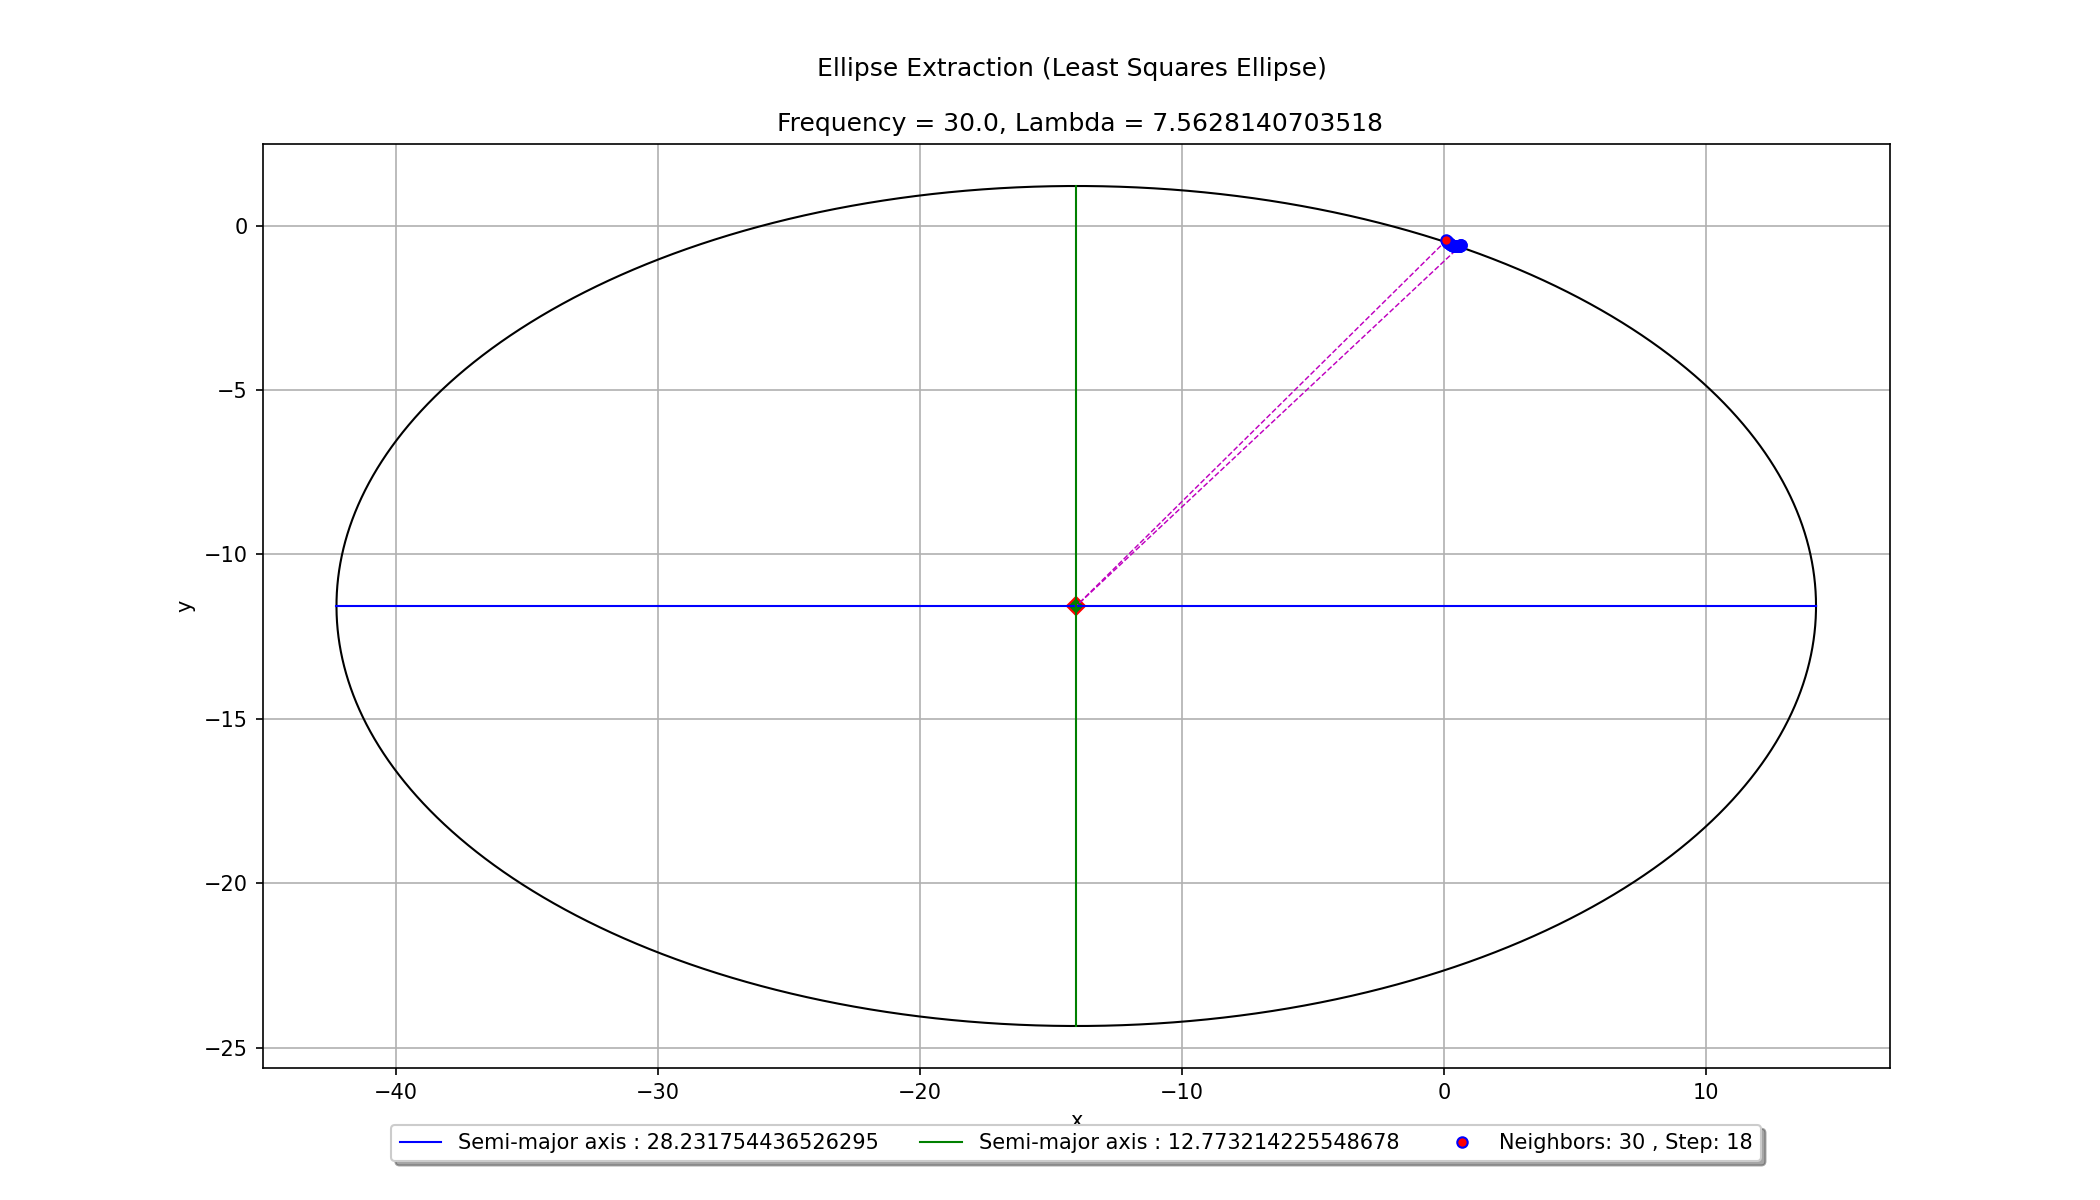 Ellipse Extraction (Least Squares Ellipse)
Frequency = 30.0, Lambda = 7.5628140703518
0
−5
−10
−15
−20
−25
y
−40
−30
−20
−10
0
10
x
Semi-major axis : 28.231754436526295
Semi-major axis : 12.773214225548678
Neighbors: 30 , Step: 18